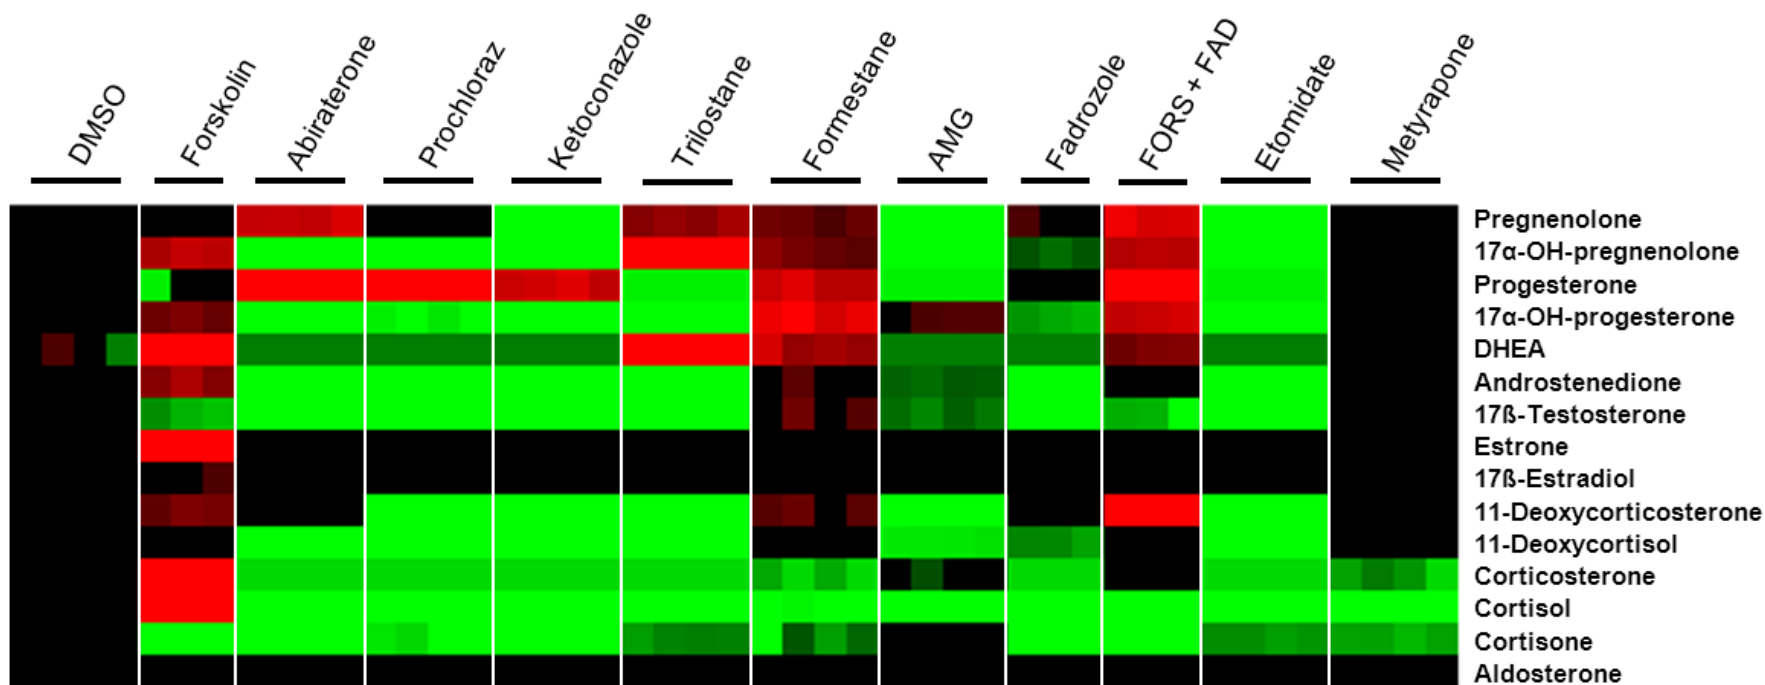 DMSO
Forskolin
Abiraterone
Prochloraz
Ketoconazole
Trilostane
Formestane
AMG
Fadrozole
FORS + FAD
Etomidate
Metyrapone
Pregnenolone
17α-OH-pregnenolone
Progesterone
17α-OH-progesterone
DHEA
Androstenedione
17ß-Testosterone
Estrone
17ß-Estradiol
11-Deoxycorticosterone
11-Deoxycortisol
Corticosterone
Cortisol
Cortisone
Aldosterone